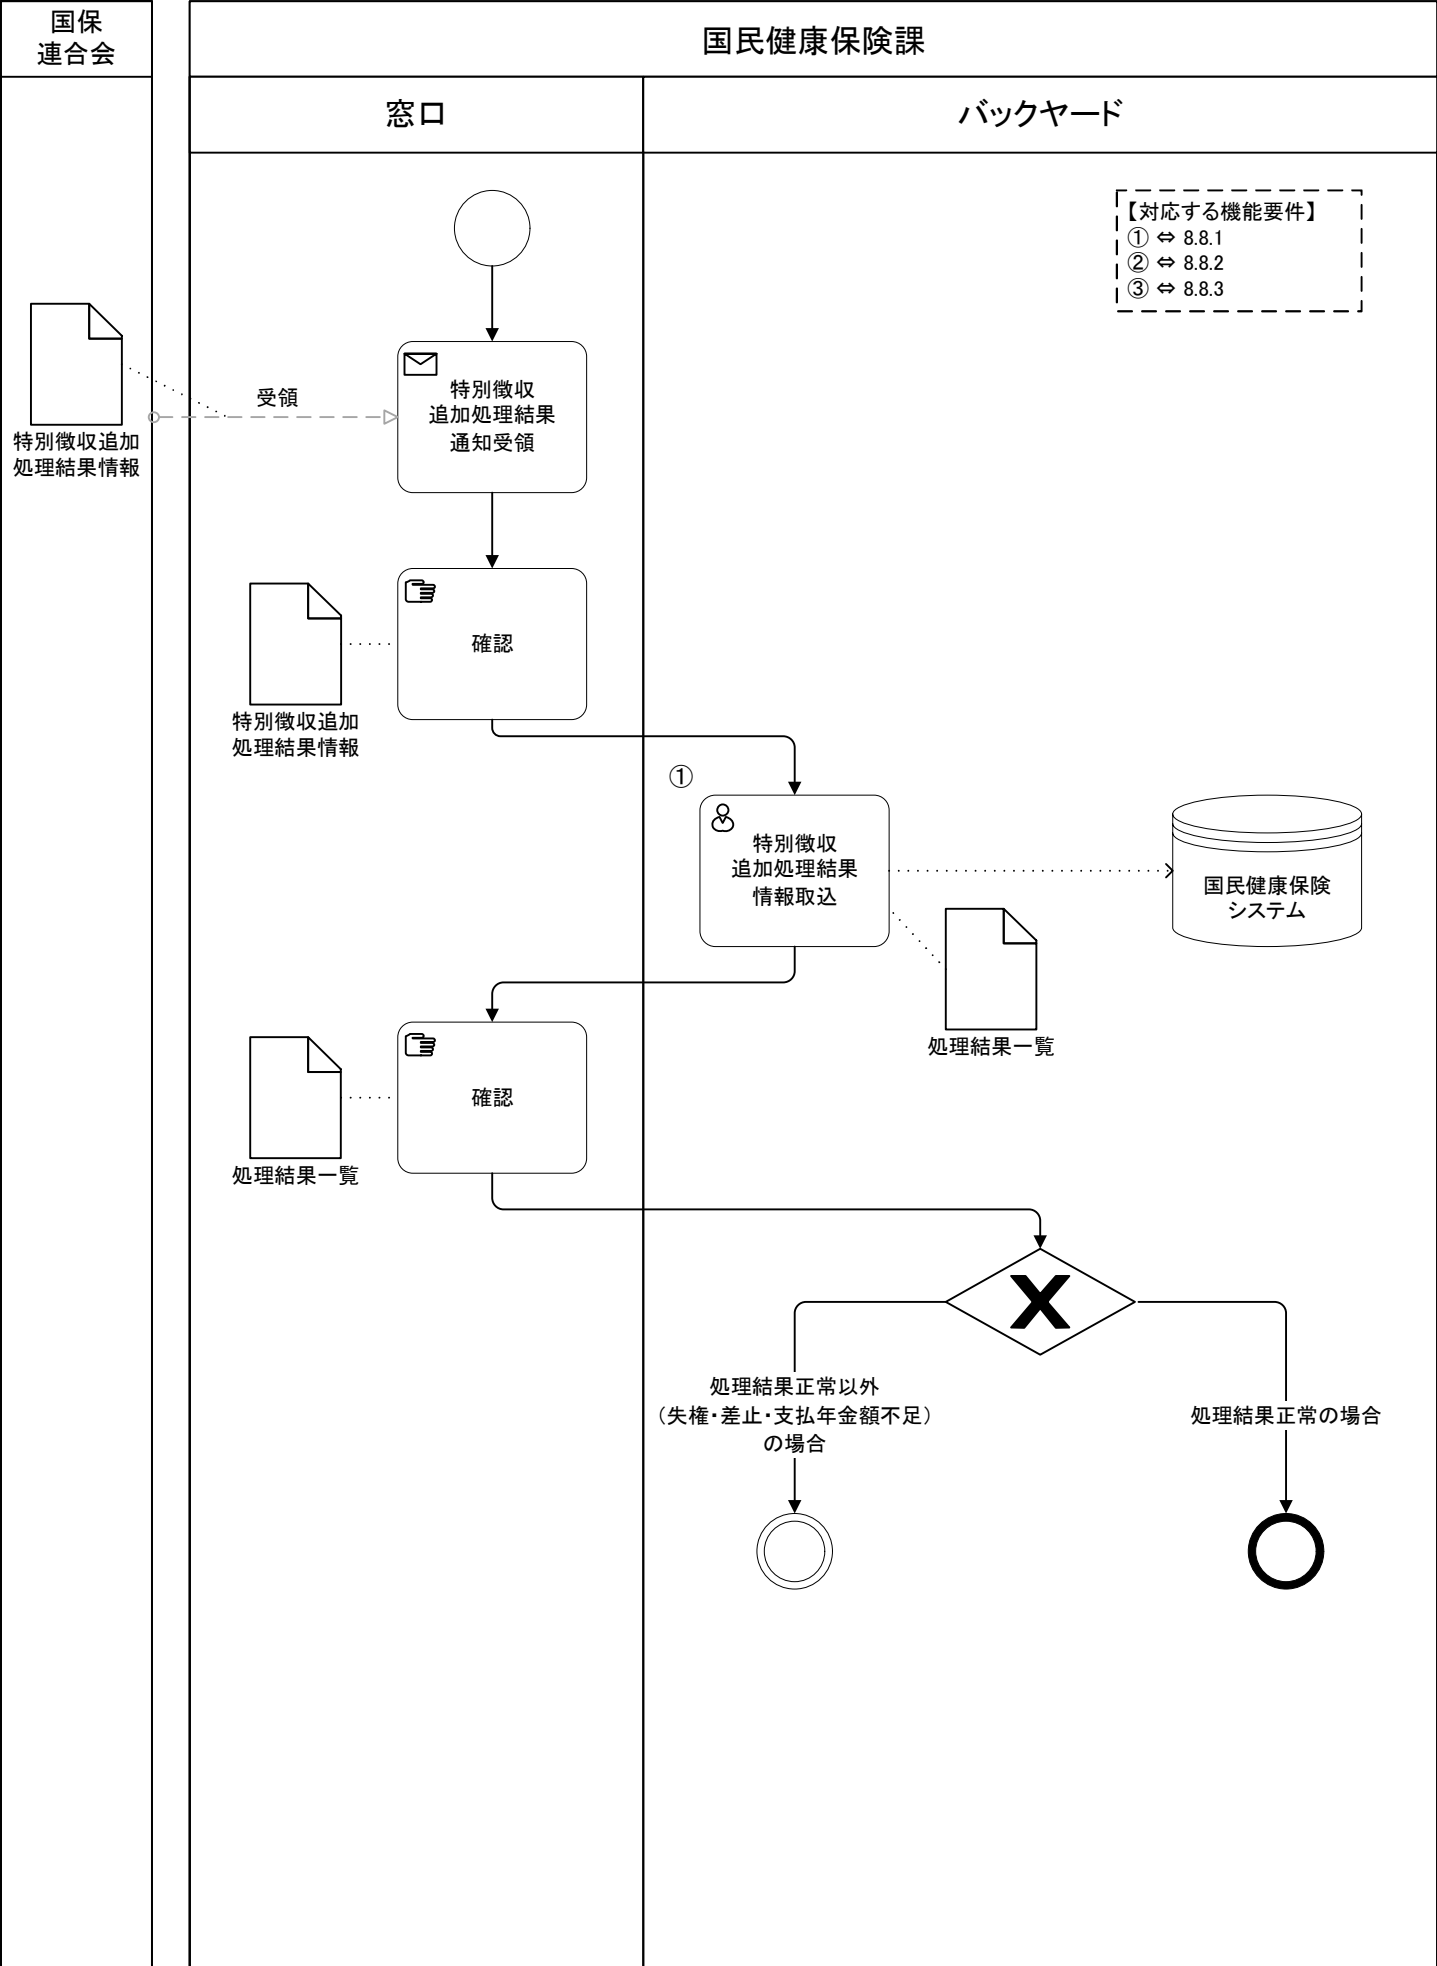 国保
連合会
国民健康保険課
窓口
バックヤード
【対応する機能要件】
① ⇔ 8.8.1
② ⇔ 8.8.2
③ ⇔ 8.8.3
特別徴収追加
処理結果情報
受領
特別徴収
追加処理結果
通知受領
確認
特別徴収追加
処理結果情報
①
特別徴収
追加処理結果
情報取込
国民健康保険
システム
処理結果一覧
確認
処理結果一覧
処理結果正常以外
（失権・差止・支払年金額不足）
の場合
処理結果正常の場合